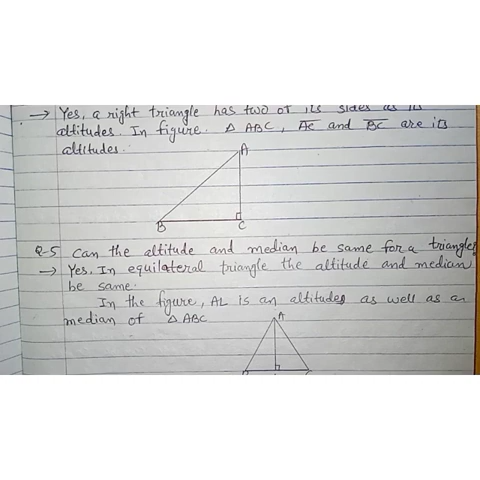 → Yes, a right triangle has two of its sides as its
altitudes. In figure. △ ABC, AC and BC are its
altitudes.
A
B
C
Q-5 Can the altitude and median be same for a triangle?
→ Yes. In equilateral triangle the altitude and median
be same.
In the figure, AL is an altitudes as well as an
median of △ ABC
A